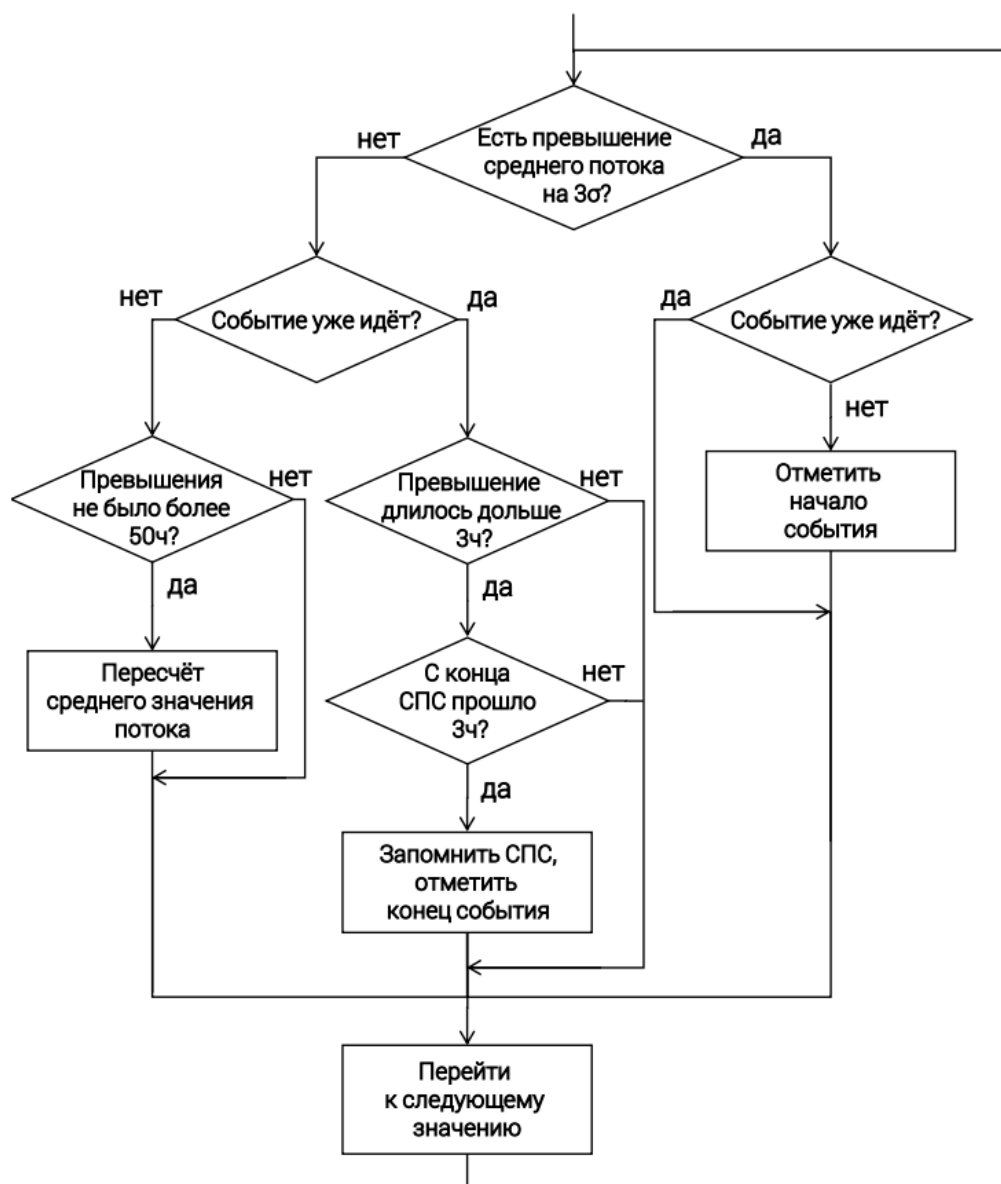 Есть превышение
среднего потока
на 3σ?
нет
да
Событие уже идёт?
нет
да
Событие уже идёт?
да
нет
Превышения
не было более
50ч?
нет
да
Превышение
длилось дольше
3ч?
нет
да
Отметить
начало
события
Пересчёт
среднего значения
потока
С конца
СПС прошло
3ч?
нет
да
Запомнить СПС,
отметить
конец события
Перейти
к следующему
значению